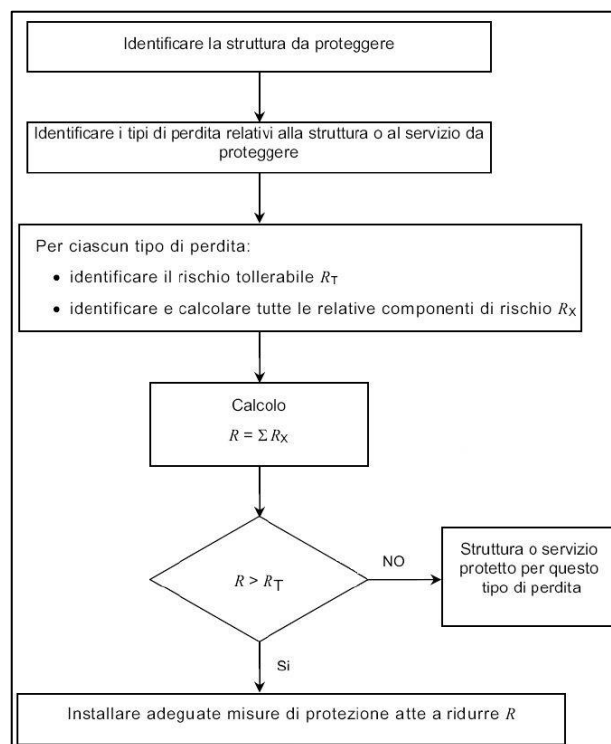 Identificare la struttura da proteggere
Identificare i tipi di perdita relativi alla struttura o al servizio da
proteggere
Per ciascun tipo di perdita:
• identificare il rischio tollerabile RT
• identificare e calcolare tutte le relative componenti di rischio RX
Calcolo
R = Σ RX
R > RT
NO
Struttura o servizio
protetto per questo
tipo di perdita
Si
Installare adeguate misure di protezione atte a ridurre R